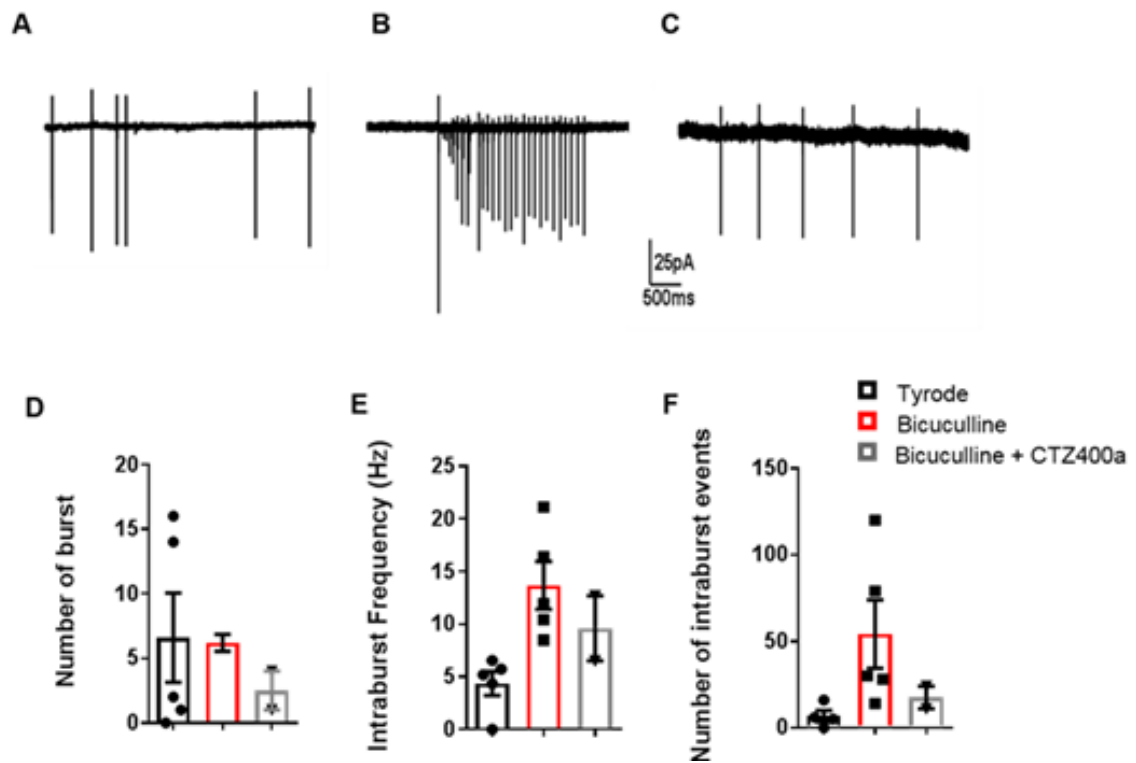 A
B
C
25pA
500ms
Tyrode
Bicuculline
Bicuculline + CTZ400a
D
Number of burst
20
15
10
5
0
E
Intraburst Frequency (Hz)
25
20
15
10
5
0
F
Number of intraburst events
150
100
50
0